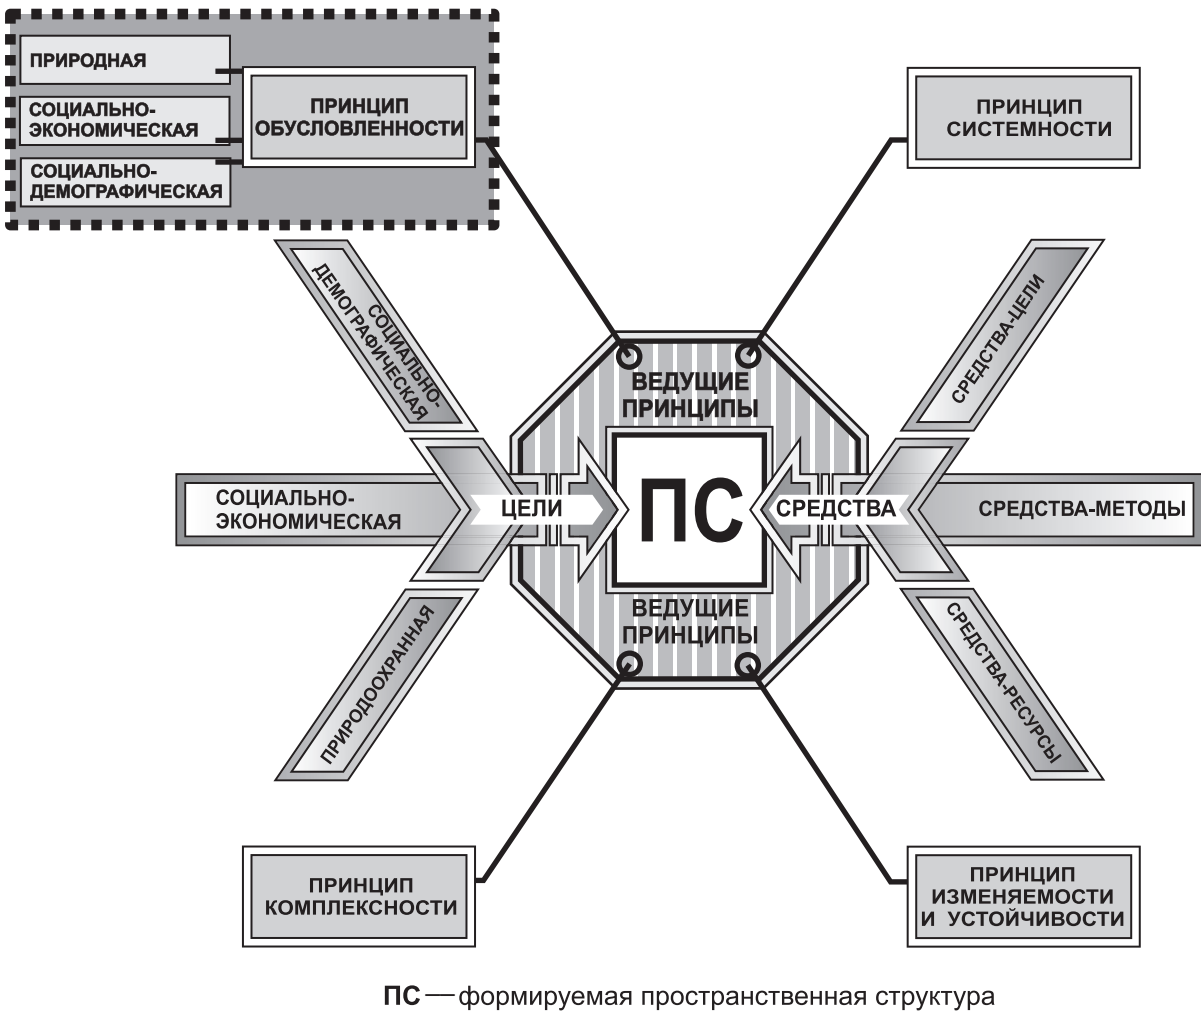 ПРИРОДНАЯ
СОЦИАЛЬНО-
ЭКОНОМИЧЕСКАЯ
СОЦИАЛЬНО-
ДЕМОГРАФИЧЕСКАЯ
ПРИНЦИП
ОБУСЛОВЛЕННОСТИ
ПРИНЦИП
СИСТЕМНОСТИ
СОЦИАЛЬНО-
ДЕМОГРАФИЧЕСКАЯ
СРЕДСТВА-ЦЕЛИ
ВЕДУЩИЕ
ПРИНЦИПЫ
СОЦИАЛЬНО-
ЭКОНОМИЧЕСКАЯ
ЦЕЛИ
ПС
СРЕДСТВА
СРЕДСТВА-МЕТОДЫ
ВЕДУЩИЕ
ПРИНЦИПЫ
ПРИРОДООХРАННАЯ
СРЕДСТВА-РЕСУРСЫ
ПРИНЦИП
КОМПЛЕКСНОСТИ
ПРИНЦИП
ИЗМЕНЯЕМОСТИ
И УСТОЙЧИВОСТИ
ПС — формируемая пространственная структура